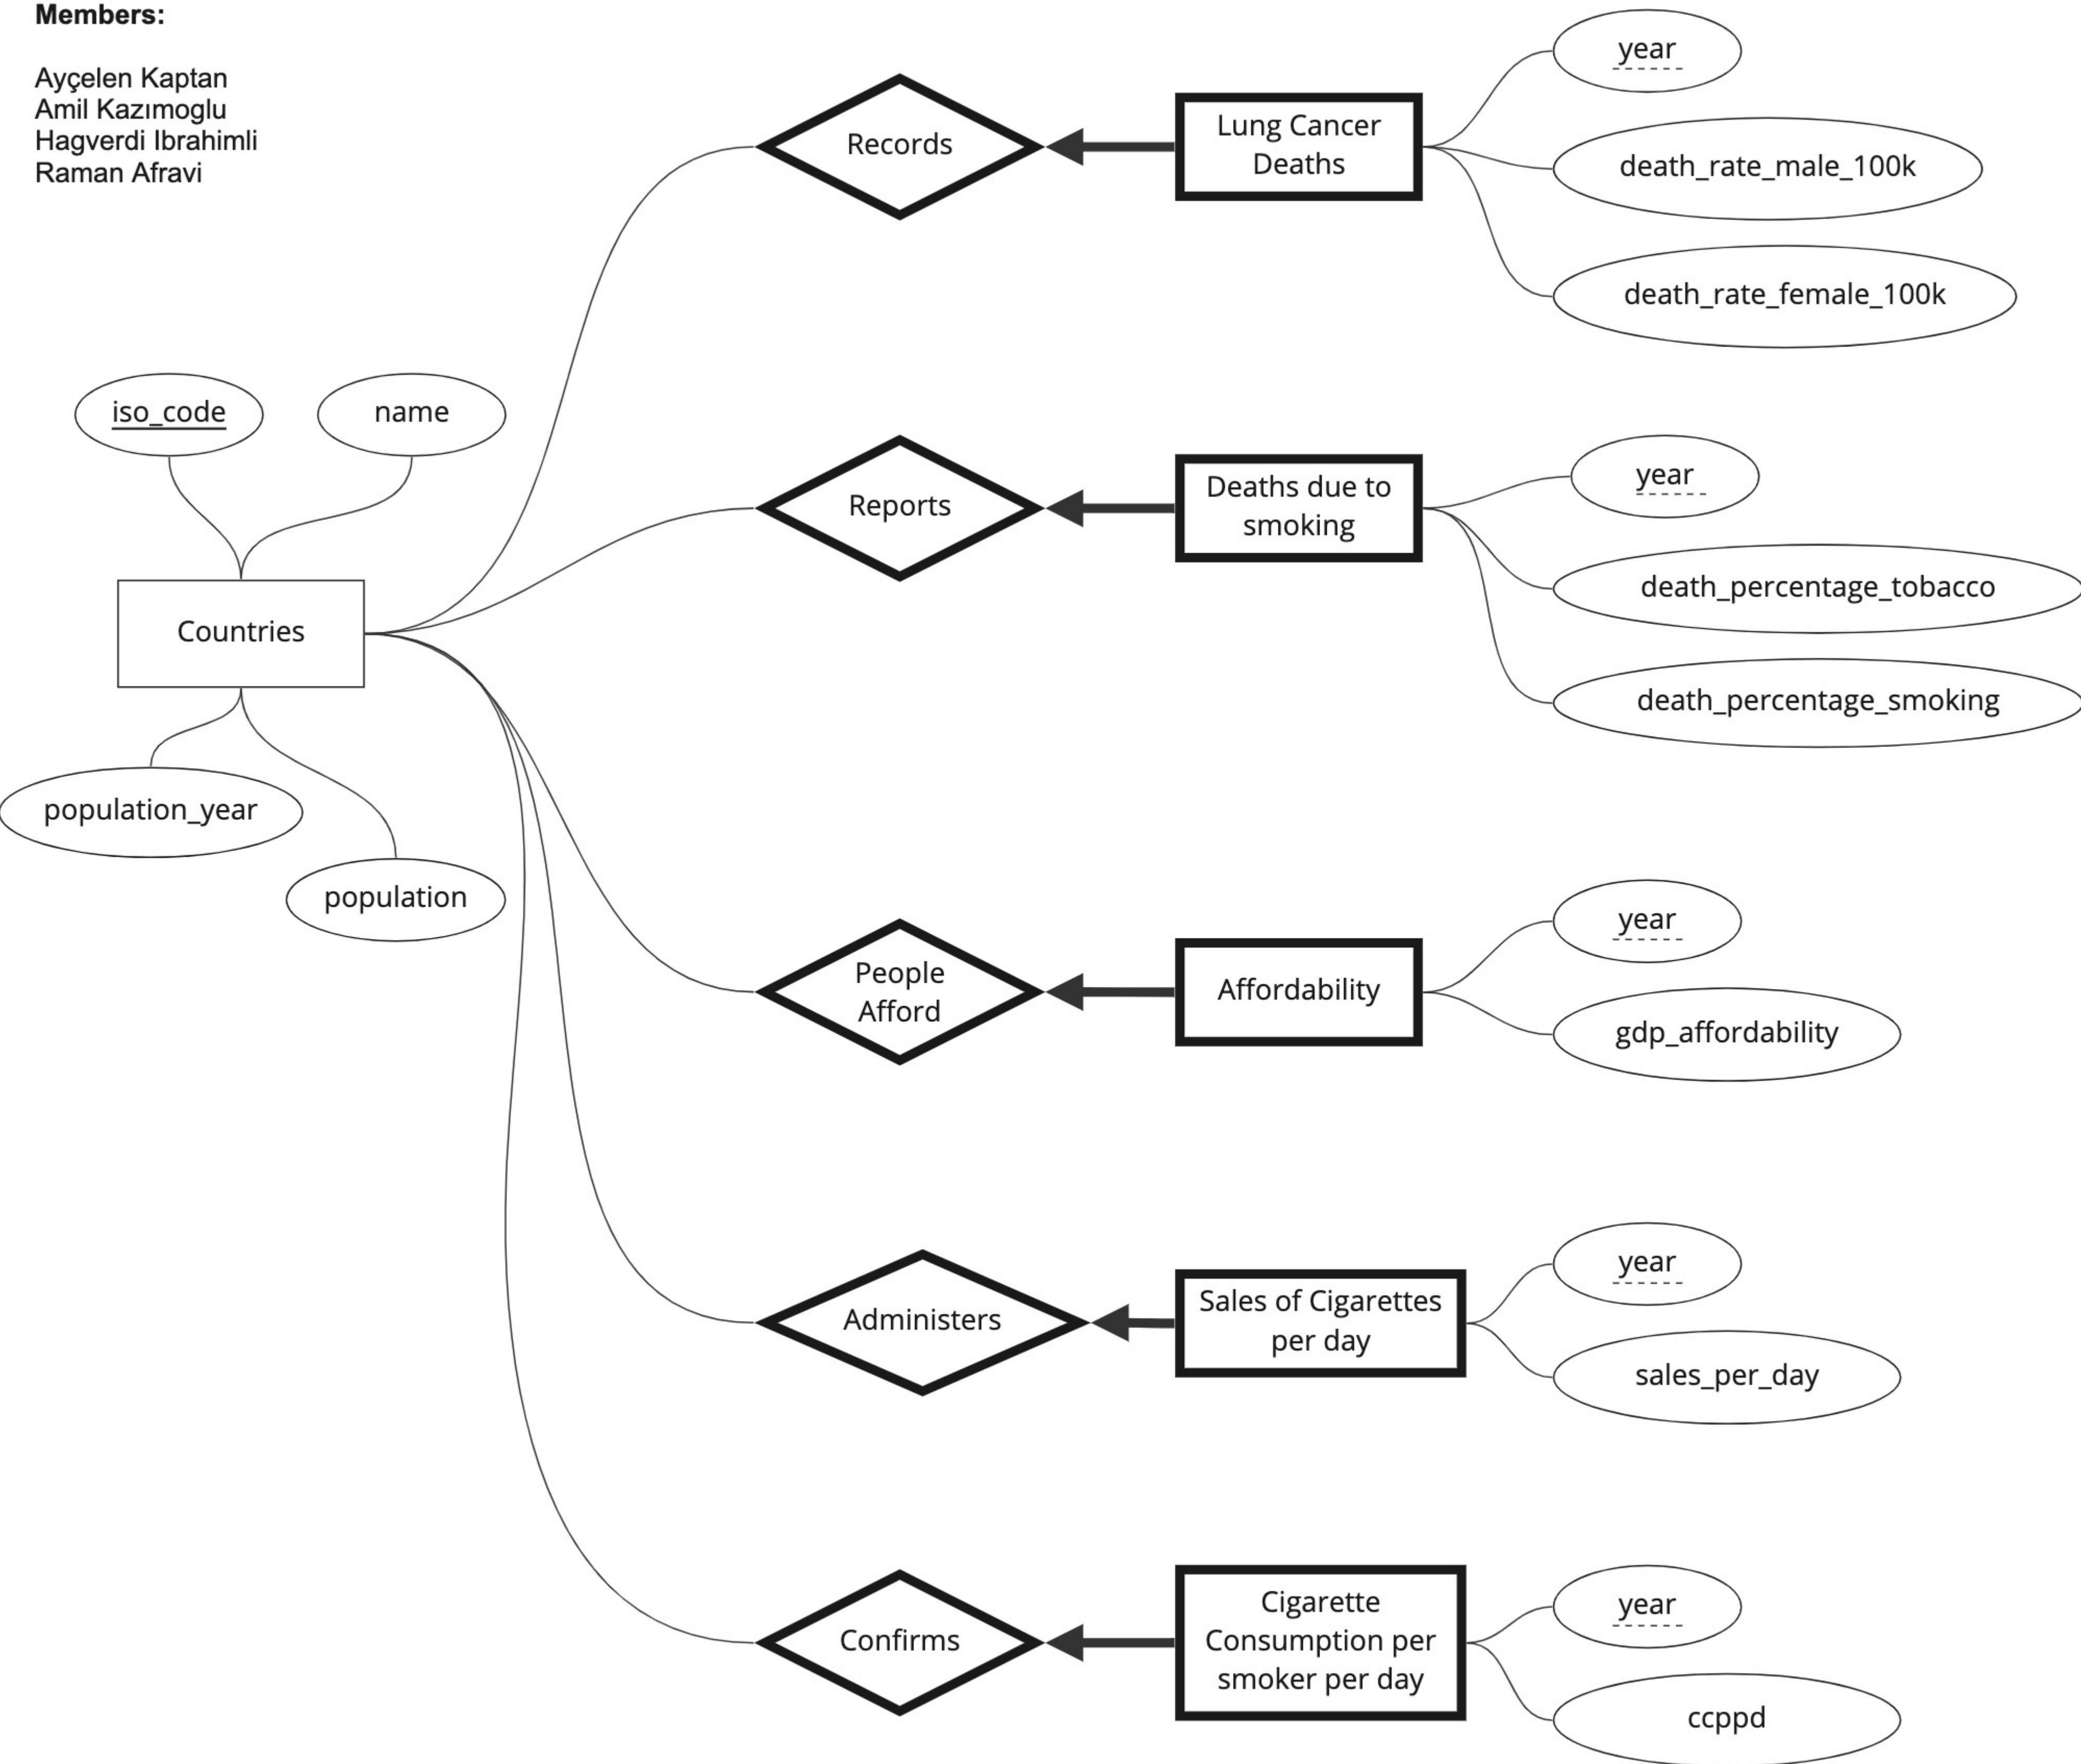 Members:
Ayçelen Kaptan
Amil Kazımoglu
Hagverdi Ibrahimli
Raman Afravi
Records
Lung Cancer
Deaths
year
death_rate_male_100k
death_rate_female_100k
iso_code
name
Countries
population_year
population
Reports
Deaths due to
smoking
year
death_percentage_tobacco
death_percentage_smoking
People
Afford
Affordability
year
gdp_affordability
Administers
Sales of Cigarettes
per day
year
sales_per_day
Confirms
Cigarette
Consumption per
smoker per day
year
ccppd